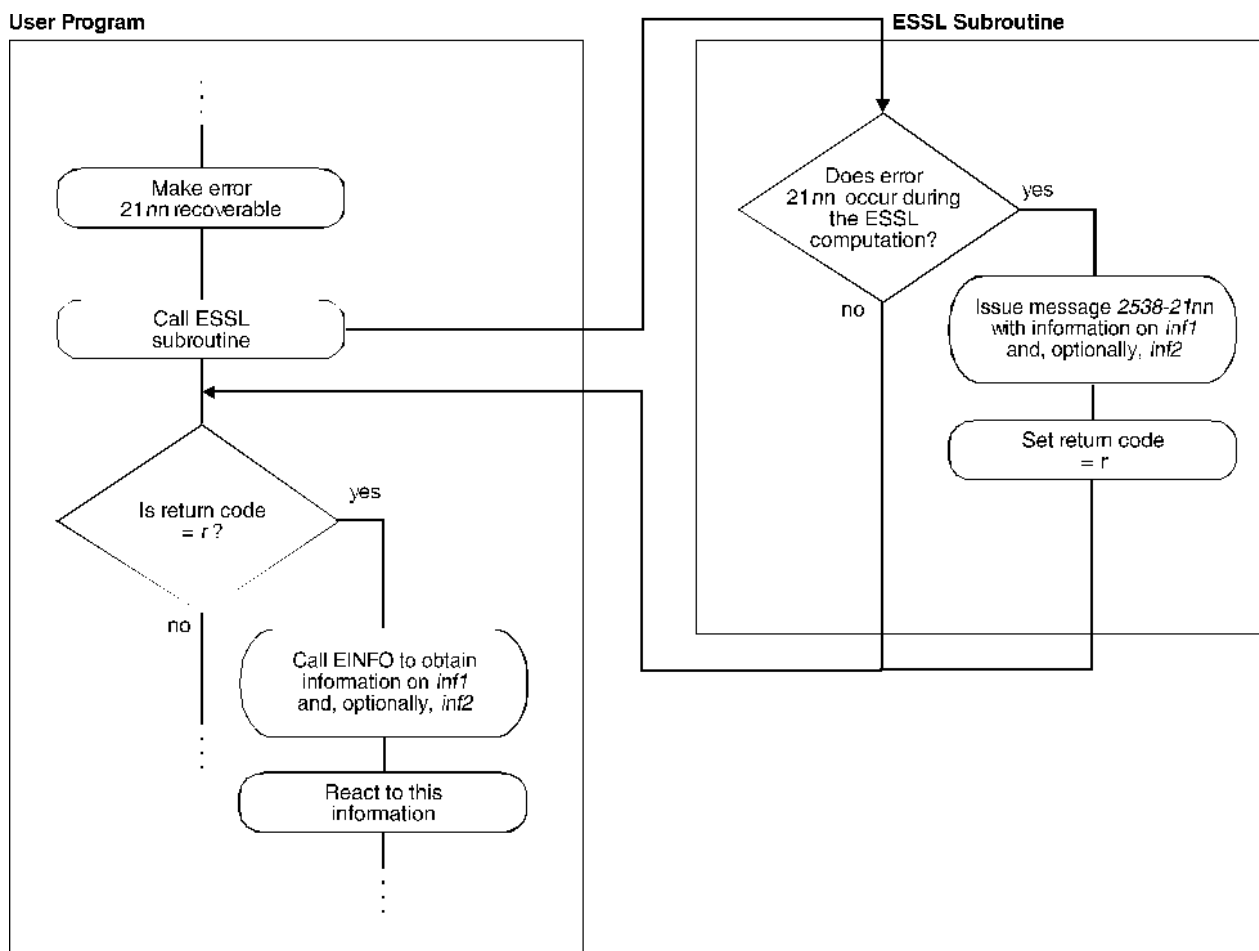 User Program
Make error
21nn recoverable
Call ESSL
subroutine
Is return code
= r?
yes
no
Call EINFO to obtain
information on inf1
and, optionally, inf2
React to this
information
ESSL Subroutine
Does error
21nn occur during
the ESSL
computation?
yes
no
Issue message 2538-21nn
with information on inf1
and, optionally, inf2
Set return code
= r